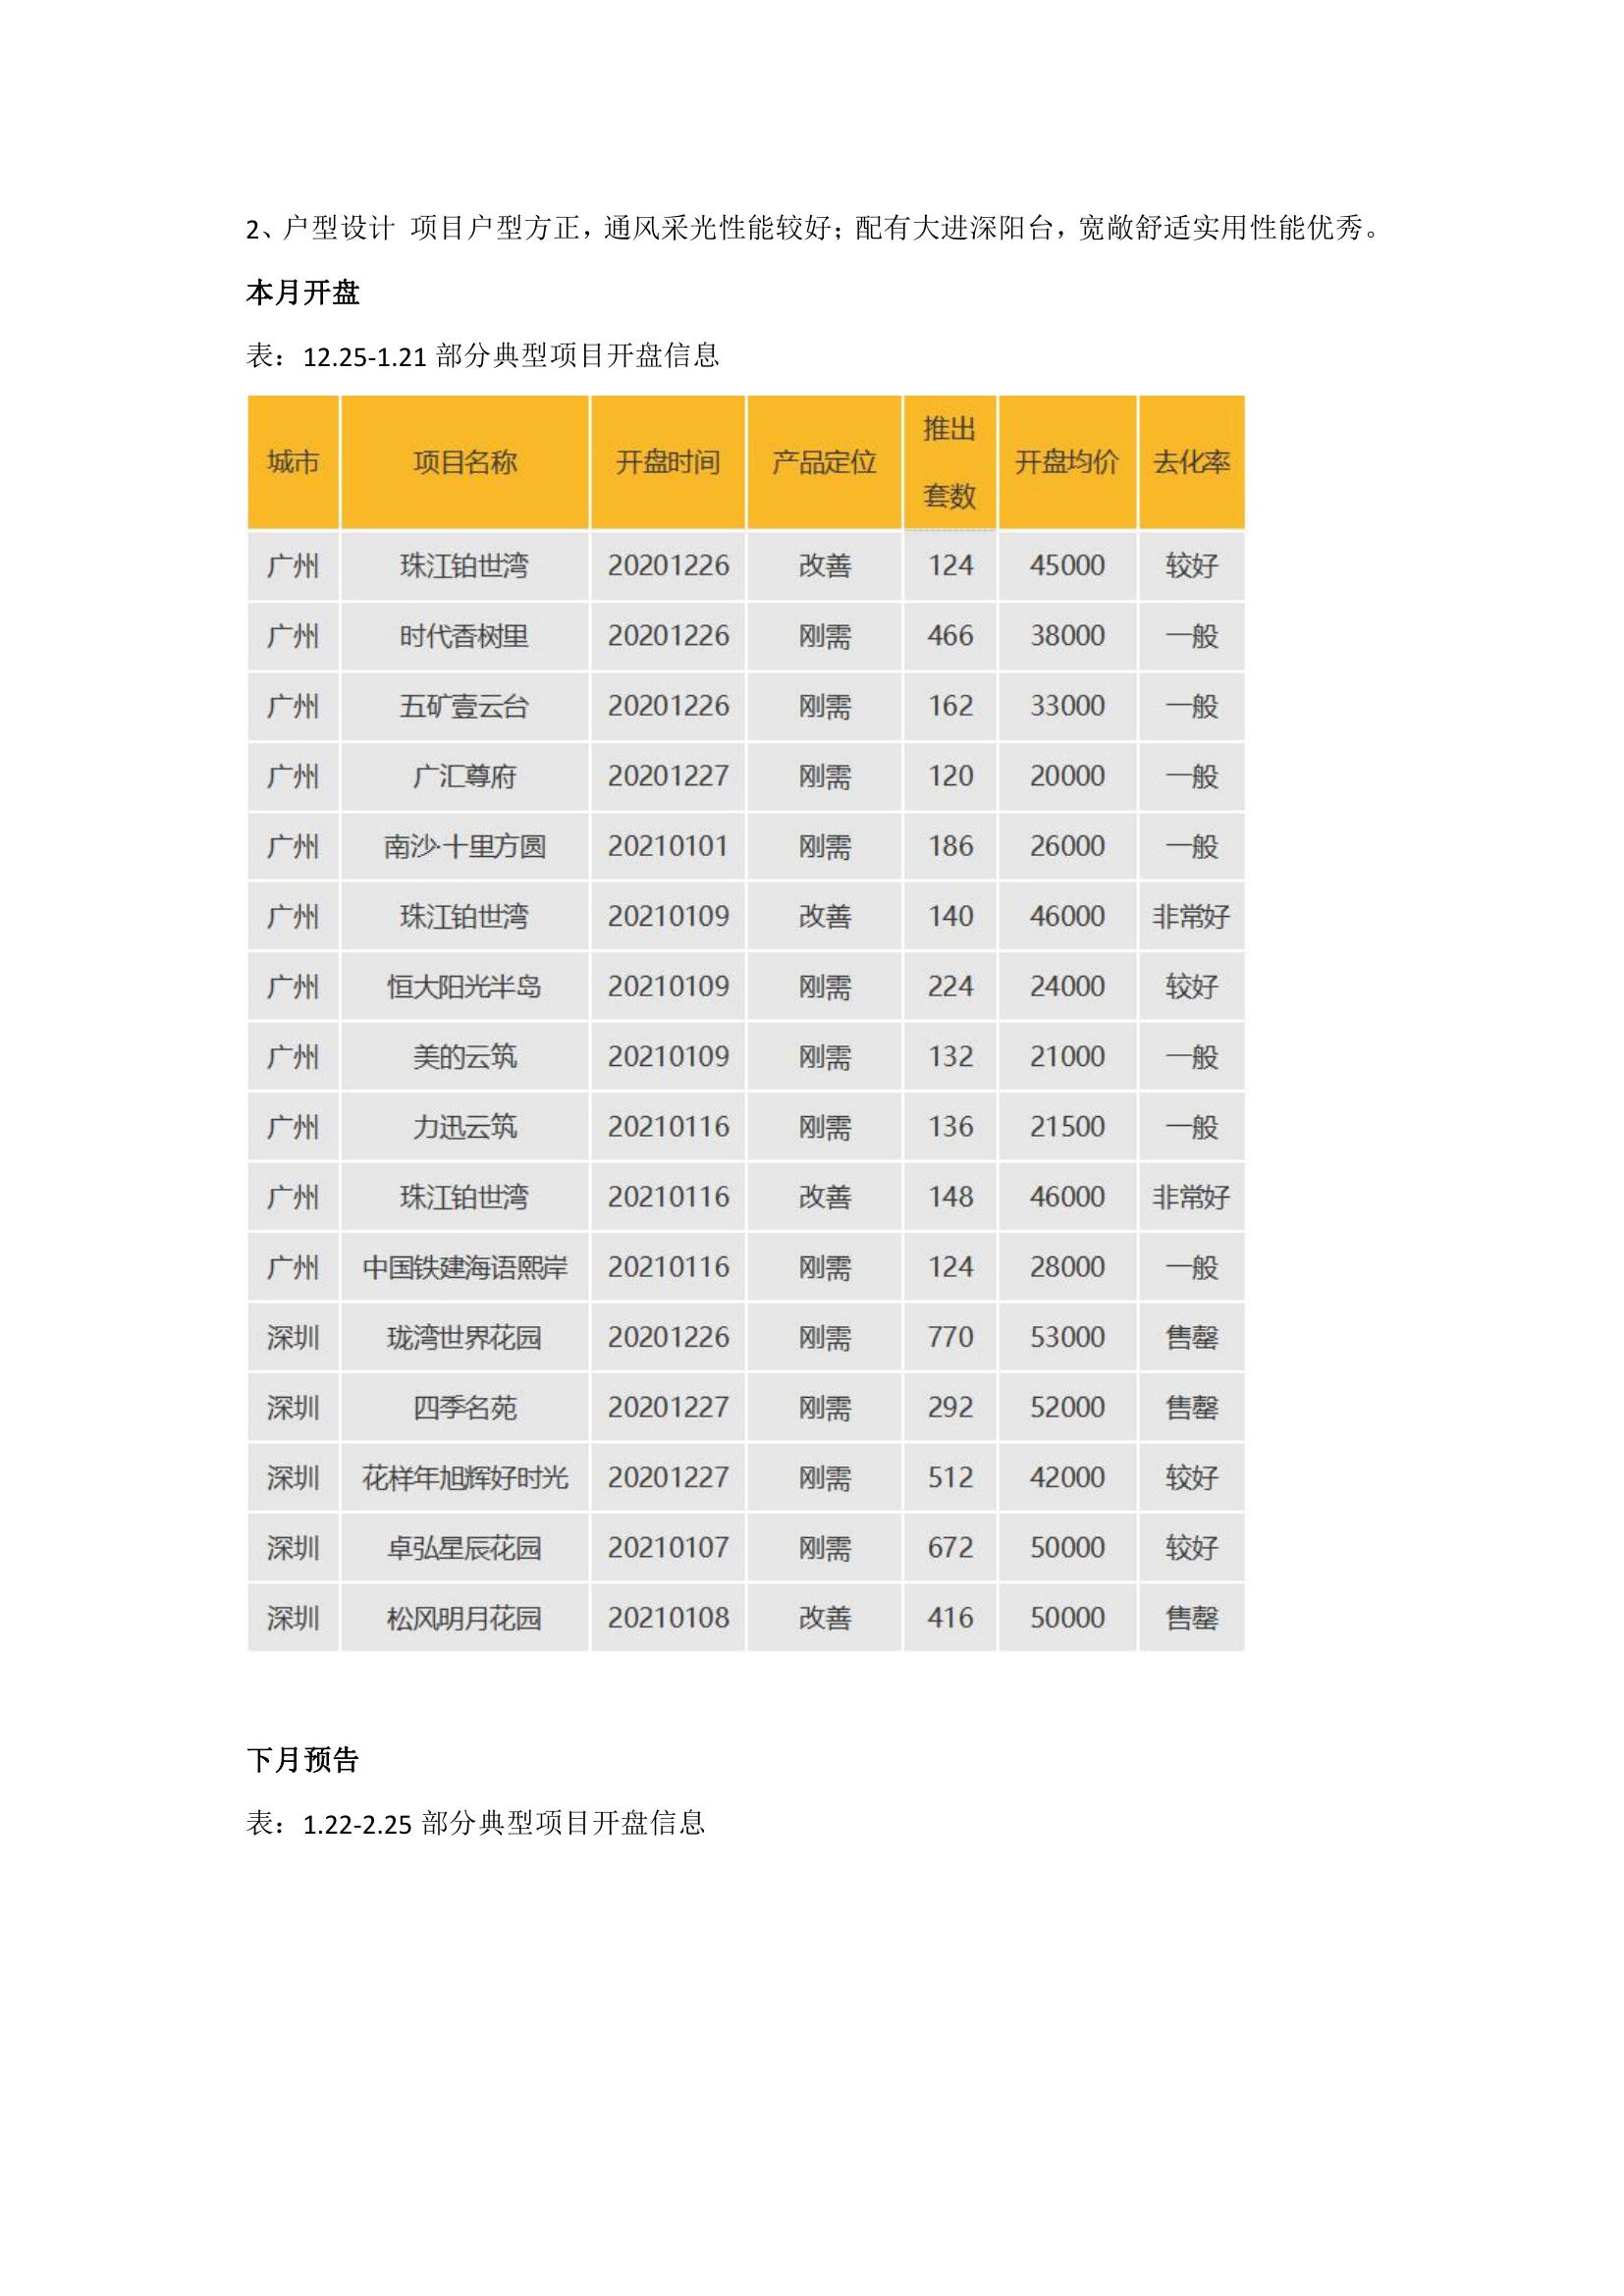 2、户型设计 项目户型方正，通风采光性能较好；配有大进深阳台，宽敞舒适实用性能优秀。
本月开盘
表：12.25-1.21 部分典型项目开盘信息
城市 项目名称 开盘时间 产品定位 推出套数 开盘均价 去化率
广州 珠江铂世湾 20201226 改善 124 45000 较好
广州 时代香树里 20201226 刚需 466 38000 一般
广州 五矿壹云台 20201226 刚需 162 33000 一般
广州 广汇尊府 20201227 刚需 120 20000 一般
广州 南沙·十里方圆 20210101 刚需 186 26000 一般
广州 珠江铂世湾 20210109 改善 140 46000 非常好
广州 恒大阳光半岛 20210109 刚需 224 24000 较好
广州 美的云筑 20210109 刚需 132 21000 一般
广州 力迅云筑 20210116 刚需 136 21500 一般
广州 珠江铂世湾 20210116 改善 148 46000 非常好
广州 中国铁建海语熙岸 20210116 刚需 124 28000 一般
深圳 珑湾世界花园 20201226 刚需 770 53000 售罄
深圳 四季名苑 20201227 刚需 292 52000 售罄
深圳 花样年旭辉好时光 20201227 刚需 512 42000 较好
深圳 卓弘星辰花园 20210107 刚需 672 50000 较好
深圳 松风明月花园 20210108 改善 416 50000 售罄
下月预告
表：1.22-2.25 部分典型项目开盘信息